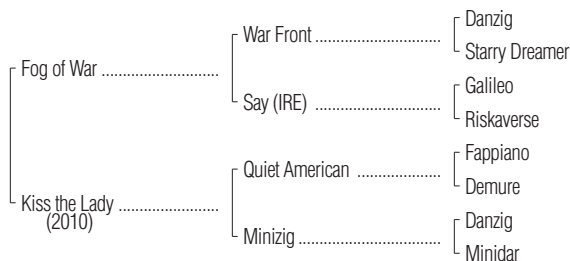 Danzig
War Front ........................................
Starry Dreamer
Fog of War .....................................
Galileo
Say (IRE) ........................................
Riskaverse
Fappiano
Quiet American ..........................
Demure
Kiss the Lady ................................
(2010)
Danzig
Minizig ............................................
Minidar